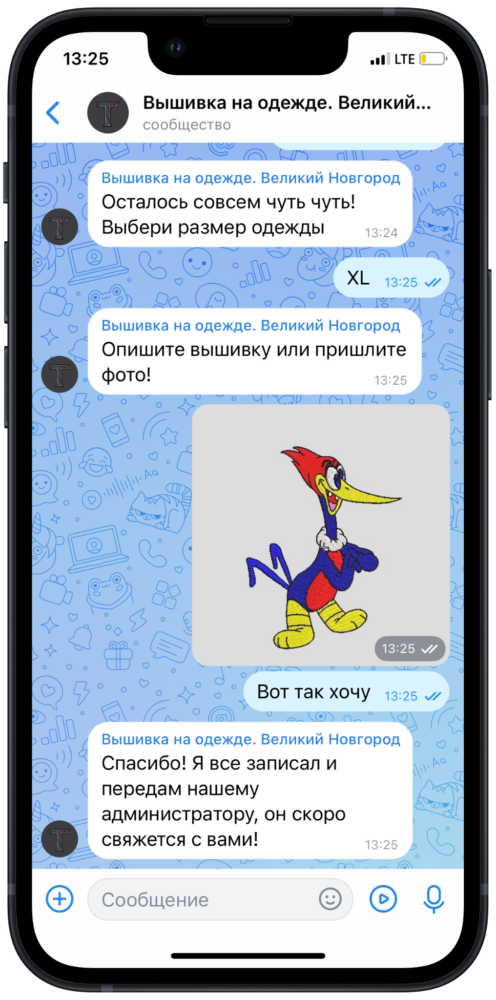 13:25
LTE
Вышивка на одежде. Великий...
сообщество
Вышивка на одежде. Великий Новгород
Осталось совсем чуть чуть!
Выбери размер одежды
13:24
XL 13:25
Вышивка на одежде. Великий Новгород
Опишите вышивку или пришлите
фото!
13:25
13:25
Вот так хочу 13:25
Вышивка на одежде. Великий Новгород
Спасибо! Я все записал и
передам нашему
администратору, он скоро
свяжется с вами!
13:25
Сообщение